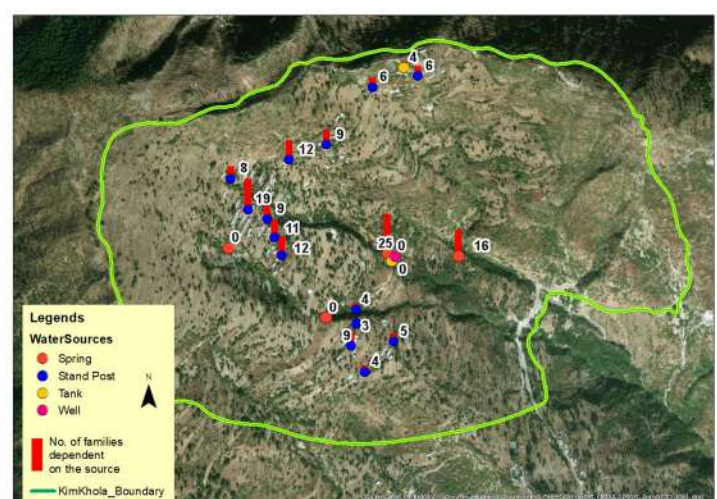 4
6
6
9
12
8
19
9
11
12
0
25
0
0
16
0
4
3
9
5
4
Legends
WaterSources
Spring
Stand Post
Tank
Well
N
No. of families
dependent
on the source
KimKhola_Boundary